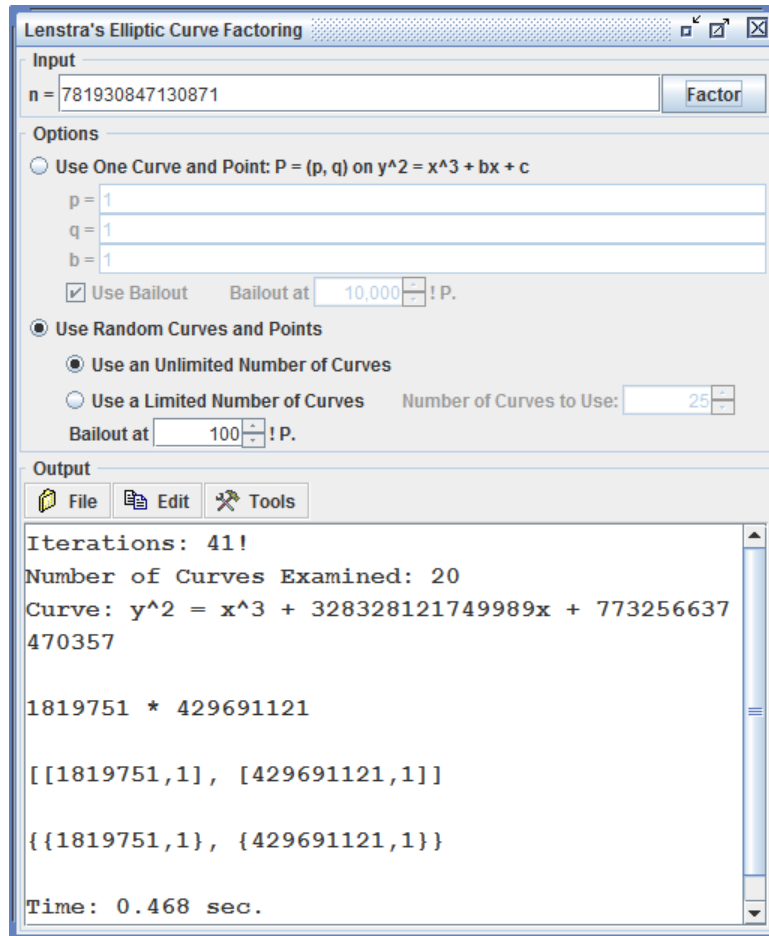 Lenstra's Elliptic Curve Factoring
Input
n = 781930847130871 Factor
Options
Use One Curve and Point: P = (p, q) on y^2 = x^3 + bx + c
p = 1
q = 1
b = 1
Use Bailout Bailout at 10,000 ! P.
Use Random Curves and Points
Use an Unlimited Number of Curves
Use a Limited Number of Curves Number of Curves to Use: 25
Bailout at 100 ! P.
Output
File Edit Tools
Iterations: 41!
Number of Curves Examined: 20
Curve: y^2 = x^3 + 328328121749989x + 773256637
470357
1819751 * 429691121
[[1819751,1], [429691121,1]]
{{1819751,1}, {429691121,1}}
Time: 0.468 sec.